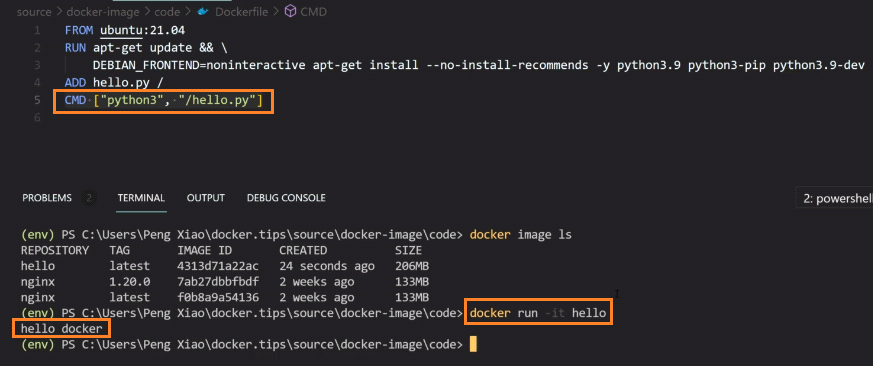 source > docker-image > code > Dockerfile > CMD
1 FROM ubuntu:21.04
2 RUN apt-get update && \
3 DEBIAN_FRONTEND=noninteractive apt-get install --no-install-recommends -y python3.9 python3-pip python3.9-dev
4 ADD hello.py /
5 CMD ["python3", "/hello.py"]
6
PROBLEMS 2 TERMINAL OUTPUT DEBUG CONSOLE 2: powershell
(env) PS C:\Users\Peng Xiao\docker.tips\source\docker-image\code> docker image ls
REPOSITORY TAG IMAGE ID CREATED SIZE
hello latest 4313d71a22ac 24 seconds ago 206MB
nginx 1.20.0 7ab27dbbfbdf 2 weeks ago 133MB
nginx latest f0b8a9a54136 2 weeks ago 133MB
(env) PS C:\Users\Peng Xiao\docker.tips\source\docker-image\code> docker run -it hello
hello docker
(env) PS C:\Users\Peng Xiao\docker.tips\source\docker-image\code>